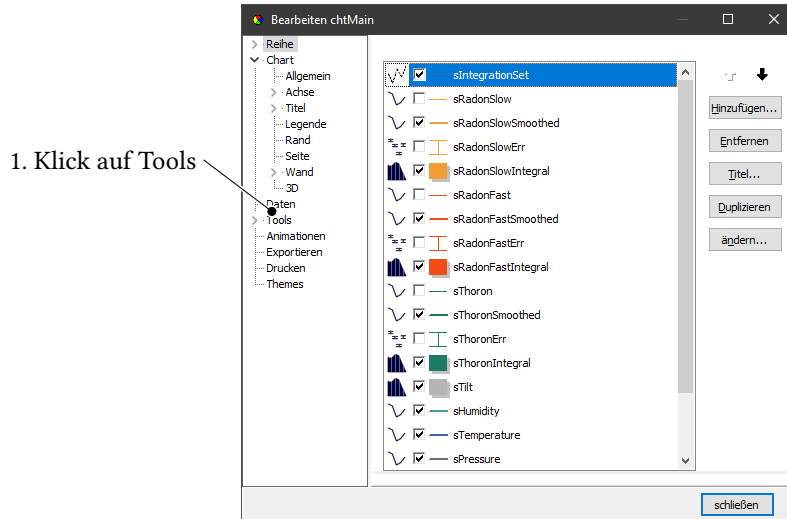 Bearbeiten chtMain
Reihe
Chart
Allgemein
Achse
Titel
Legende
Rand
Seite
Wand
3D
Daten
Tools
Animationen
Exportieren
Drucken
Themes
1. Klick auf Tools
sIntegrationSet
sRadonSlow
sRadonSlowSmoothed
sRadonSlowErr
sRadonSlowIntegral
sRadonFast
sRadonFastSmoothed
sRadonFastErr
sRadonFastIntegral
sThoron
sThoronSmoothed
sThoronErr
sThoronIntegral
sTilt
sHumidity
sTemperature
sPressure
Hinzufügen...
Entfernen
Titel...
Duplizieren
ändern...
schließen